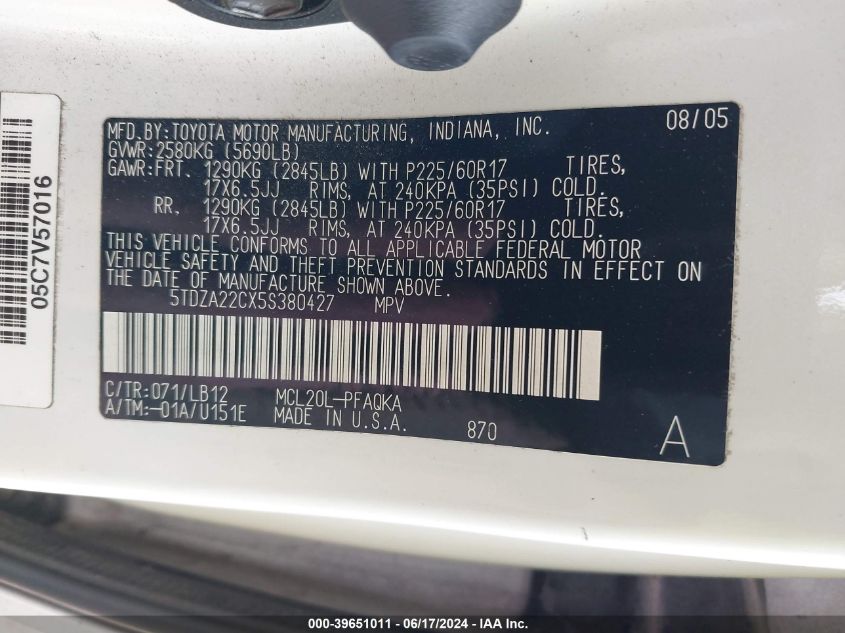 MFD.BY:TOYOTA MOTOR MANUFACTURING, INDIANA, INC. 08/05
GVWR:2580KG (5690LB)
GAWR:FRT. 1290KG (2845LB) WITH P225/60R17 TIRES,
17X6.5JJ RIMS, AT 240KPA (35PSI) COLD.
RR. 1290KG (2845LB) WITH P225/60R17 TIRES,
17X6.5JJ RIMS, AT 240KPA (35PSI) COLD.
THIS VEHICLE CONFORMS TO ALL APPLICABLE FEDERAL MOTOR
VEHICLE SAFETY AND THEFT PREVENTION STANDARDS IN EFFECT ON
THE DATE OF MANUFACTURE SHOWN ABOVE.
5TDZA22CX5S380427 MPV
C/TR:071/LB12 MCL20L-PFAQKA
A/TM:-01A/U151E MADE IN U.S.A. 870
A
05C7V57016
000-39651011 - 06/17/2024 - IAA Inc.